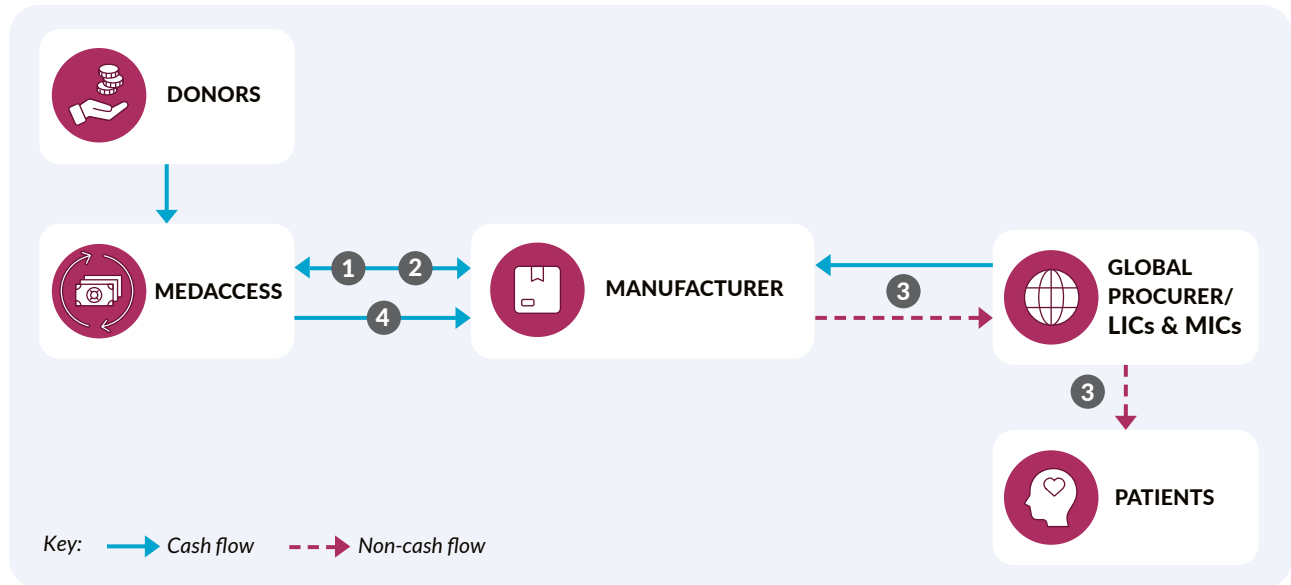 DONORS
MEDACCESS
1
2
4
MANUFACTURER
3
GLOBAL
PROCURER/
LICs & MICs
3
PATIENTS
Key:
Cash flow
Non-cash flow